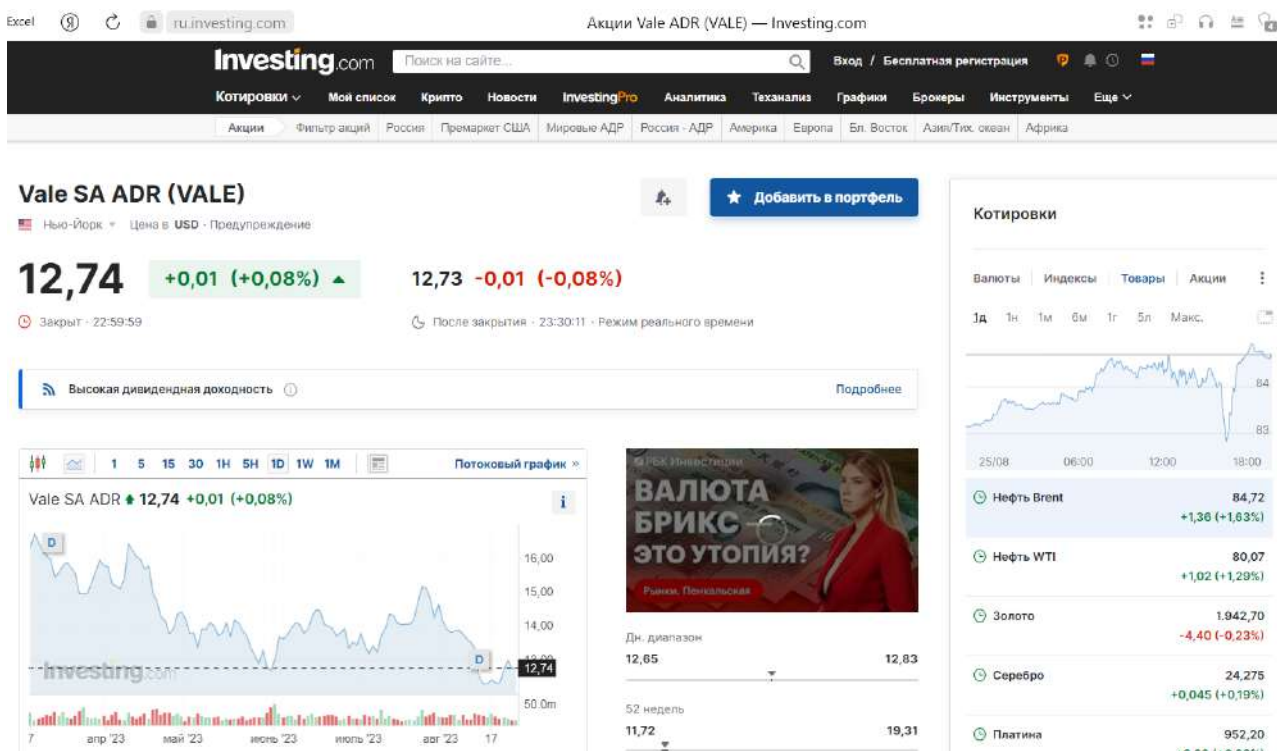 Excel
Я
ru.investing.com
Акции Vale ADR (VALE) — Investing.com
4
Investing.com
Поиск на сайте...
Вход / Бесплатная регистрация
Котировки
Мой список
Крипто
Новости
InvestingPro
Аналитика
Теханализ
Графики
Брокеры
Инструменты
Еще
Акции
Фильтр акций
Россия
Премаркет США
Мировые АДР
Россия - АДР
Америка
Европа
Бл. Восток
Азия/Тих. океан
Африка
Vale SA ADR (VALE)
Нью-Йорк
Цена в USD · Предупреждение
Добавить в портфель
12,74
+0,01 (+0,08%)
12,73 -0,01 (-0,08%)
Закрыт · 22:59:59
После закрытия · 23:30:11 · Режим реального времени
Высокая дивидендная доходность
Подробнее
1 5 15 30 1H 5H 1D 1W 1M
Потоковый график »
Vale SA ADR 12,74 +0,01 (+0,08%)
i
D
16,00
15,00
14,00
D
12,74
Investing.com
50.0m
7
апр '23
май '23
июнь '23
июль '23
авг '23
17
РБК Инвестиции
ВАЛЮТА
БРИКС —
ЭТО УТОПИЯ?
Рынки. Пенкальская
Дн. диапазон
12,65
12,83
52 недель
11,72
19,31
Котировки
Валюты
Индексы
Товары
Акции
1д 1н 1м 6м 1г 5л Макс.
84
83
25/08
06:00
12:00
18:00
Нефть Brent
84,72
+1,36 (+1,63%)
Нефть WTI
80,07
+1,02 (+1,29%)
Золото
1.942,70
-4,40 (-0,23%)
Серебро
24,275
+0,045 (+0,19%)
Платина
952,20